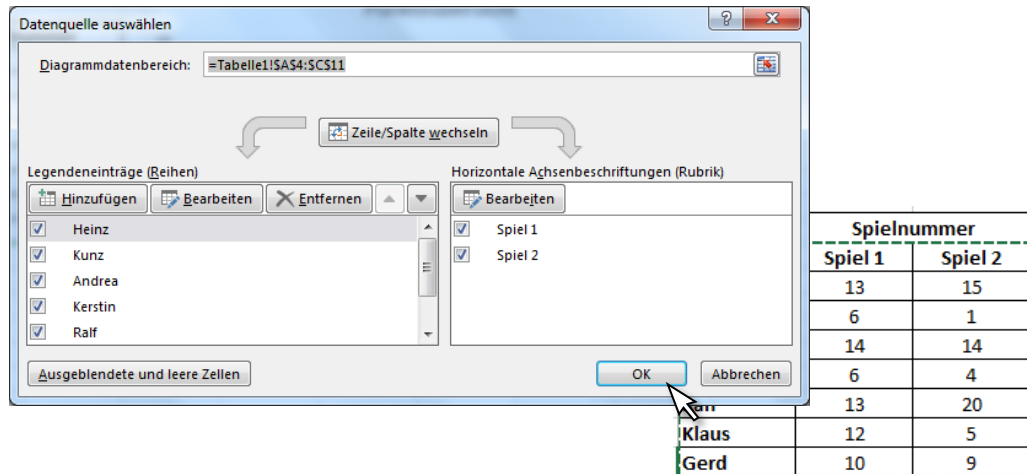 Datenquelle auswählen
Diagrammdatenbereich: =Tabelle1!$A$4:$C$11
Zeile/Spalte wechseln
Legendeneinträge (Reihen)
Hinzufügen Bearbeiten Entfernen
Heinz
Kunz
Andrea
Kerstin
Ralf
Horizontale Achsenbeschriftungen (Rubrik)
Bearbeiten
Spiel 1
Spiel 2
Ausgeblendete und leere Zellen
OK Abbrechen
Spielnummer
Spiel 1 Spiel 2
13 15
6 1
14 14
6 4
13 20
Klaus 12 5
Gerd 10 9